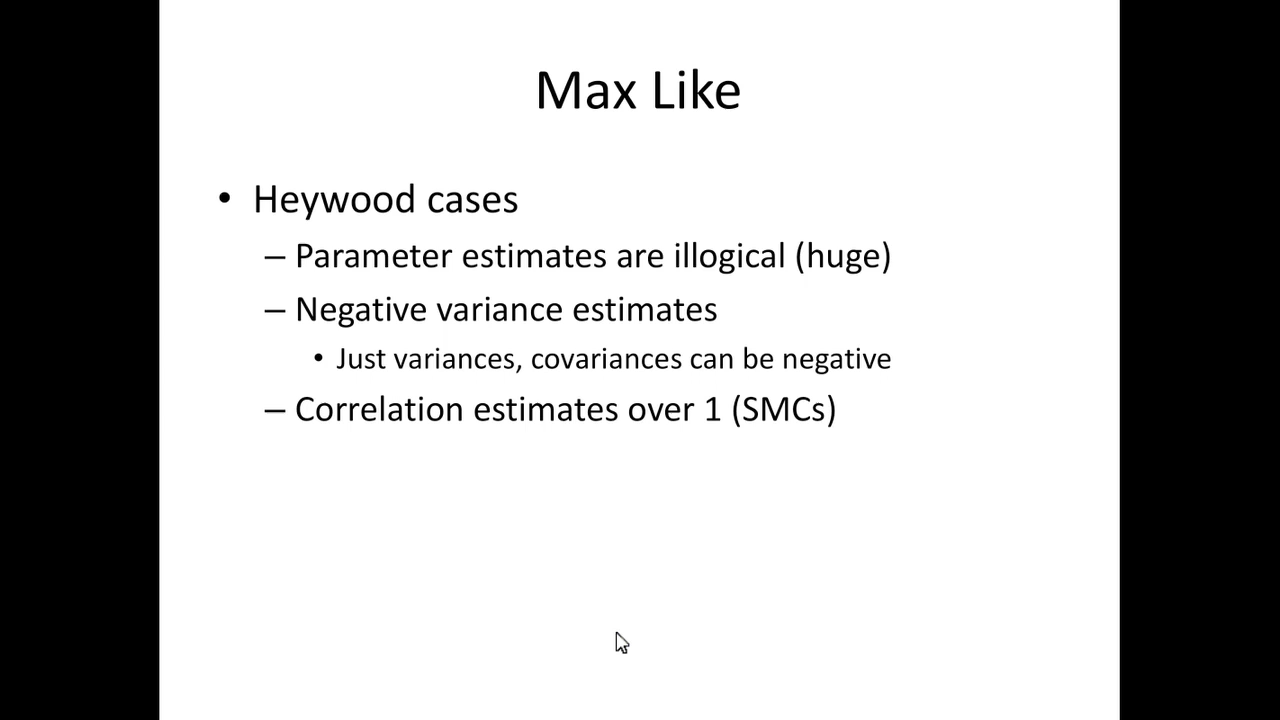 Max Like
• Heywood cases
– Parameter estimates are illogical (huge)
– Negative variance estimates
• Just variances, covariances can be negative
– Correlation estimates over 1 (SMCs)